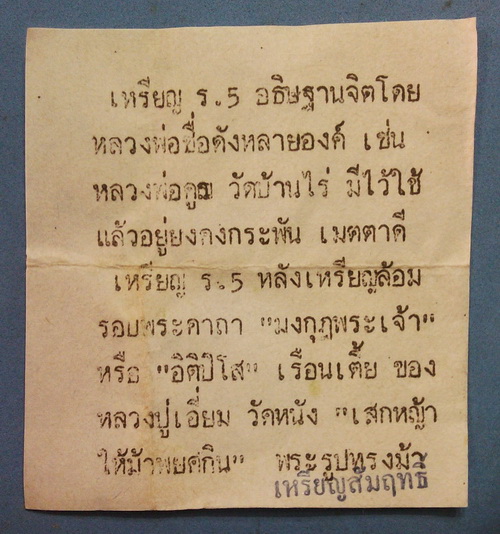 เหรียญ ร.5 อธิษฐานจิตโดย
หลวงพ่อชื่อดังหลายองค์ เช่น
หลวงพ่อคูณ วัดบ้านไร่ มีไว้ใช้
แล้วอยู่ยงคงกระพัน เมตตาดี
เหรียญ ร.5 หลังเหรียญล้อม
รอบพระคาถา "มงกุฎพระเจ้า"
หรือ "อิติปิโส" เรือนเตี้ย ของ
หลวงปู่เอี่ยม วัดหนัง "เสกหญ้า
ให้ม้าพยศกิน" พระรูปทรงม้า
เหรียญสัมฤทธิ์